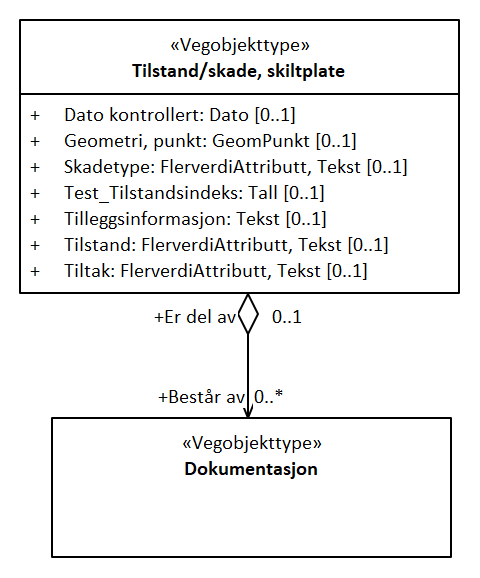 «Vegobjekttype»
Tilstand/skade, skiltplate
+ Dato kontrollert: Dato [0..1]
+ Geometri, punkt: GeomPunkt [0..1]
+ Skadetype: FlerverdiAttributt, Tekst [0..1]
+ Test_Tilstandsindeks: Tall [0..1]
+ Tilleggsinformasjon: Tekst [0..1]
+ Tilstand: FlerverdiAttributt, Tekst [0..1]
+ Tiltak: FlerverdiAttributt, Tekst [0..1]
+Er del av 0..1
+Består av 0..*
«Vegobjekttype»
Dokumentasjon